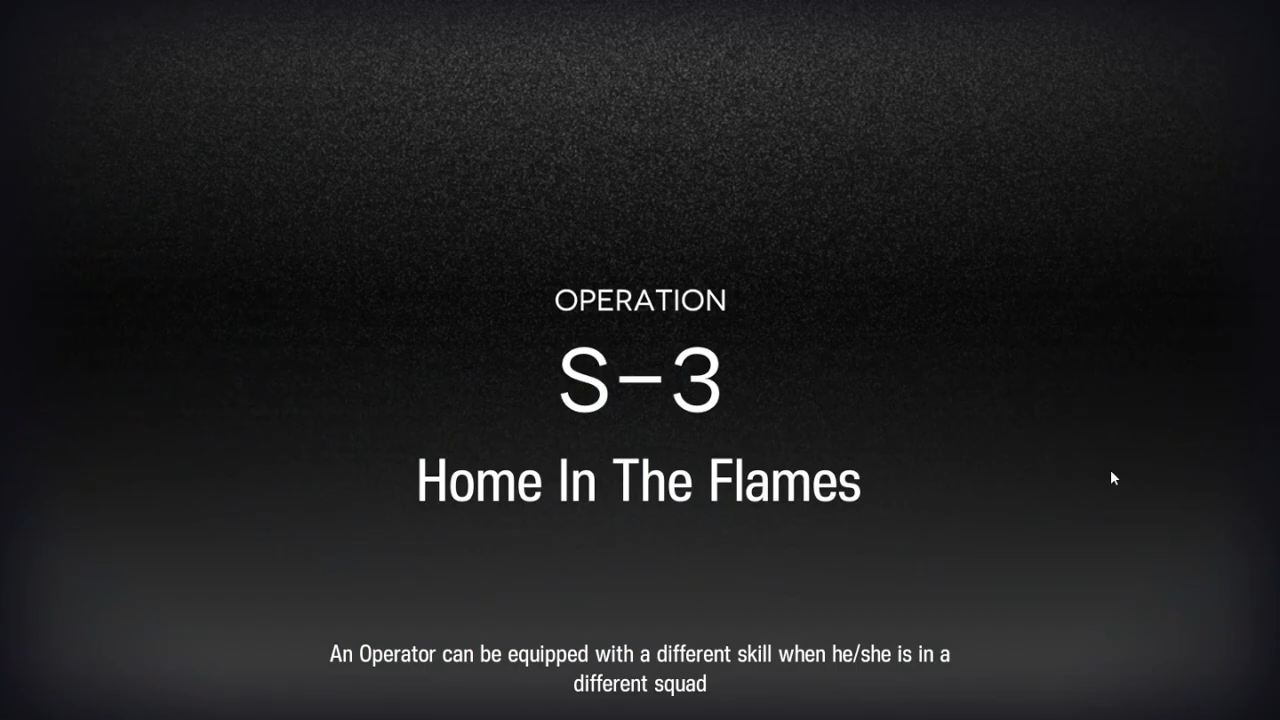 OPERATION
S-3
Home In The Flames
An Operator can be equipped with a different skill when he/she is in a
different squad